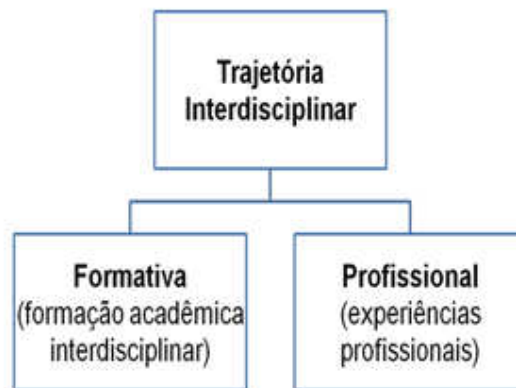 Trajetória
Interdisciplinar
Formativa
(formação acadêmica
interdisciplinar)
Profissional
(experiências
profissionais)